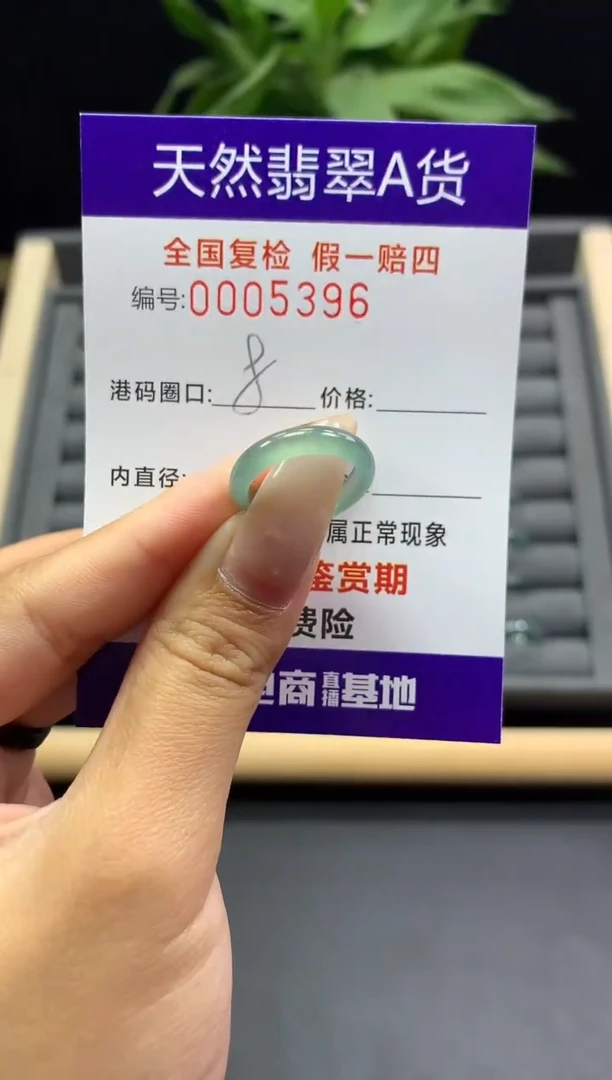 天然翡翠A货
全国复检 假一赔四
编号:0005396
港码圈口: 8 价格:
内直径:
属正常现象
鉴赏期
费险
电商直播基地